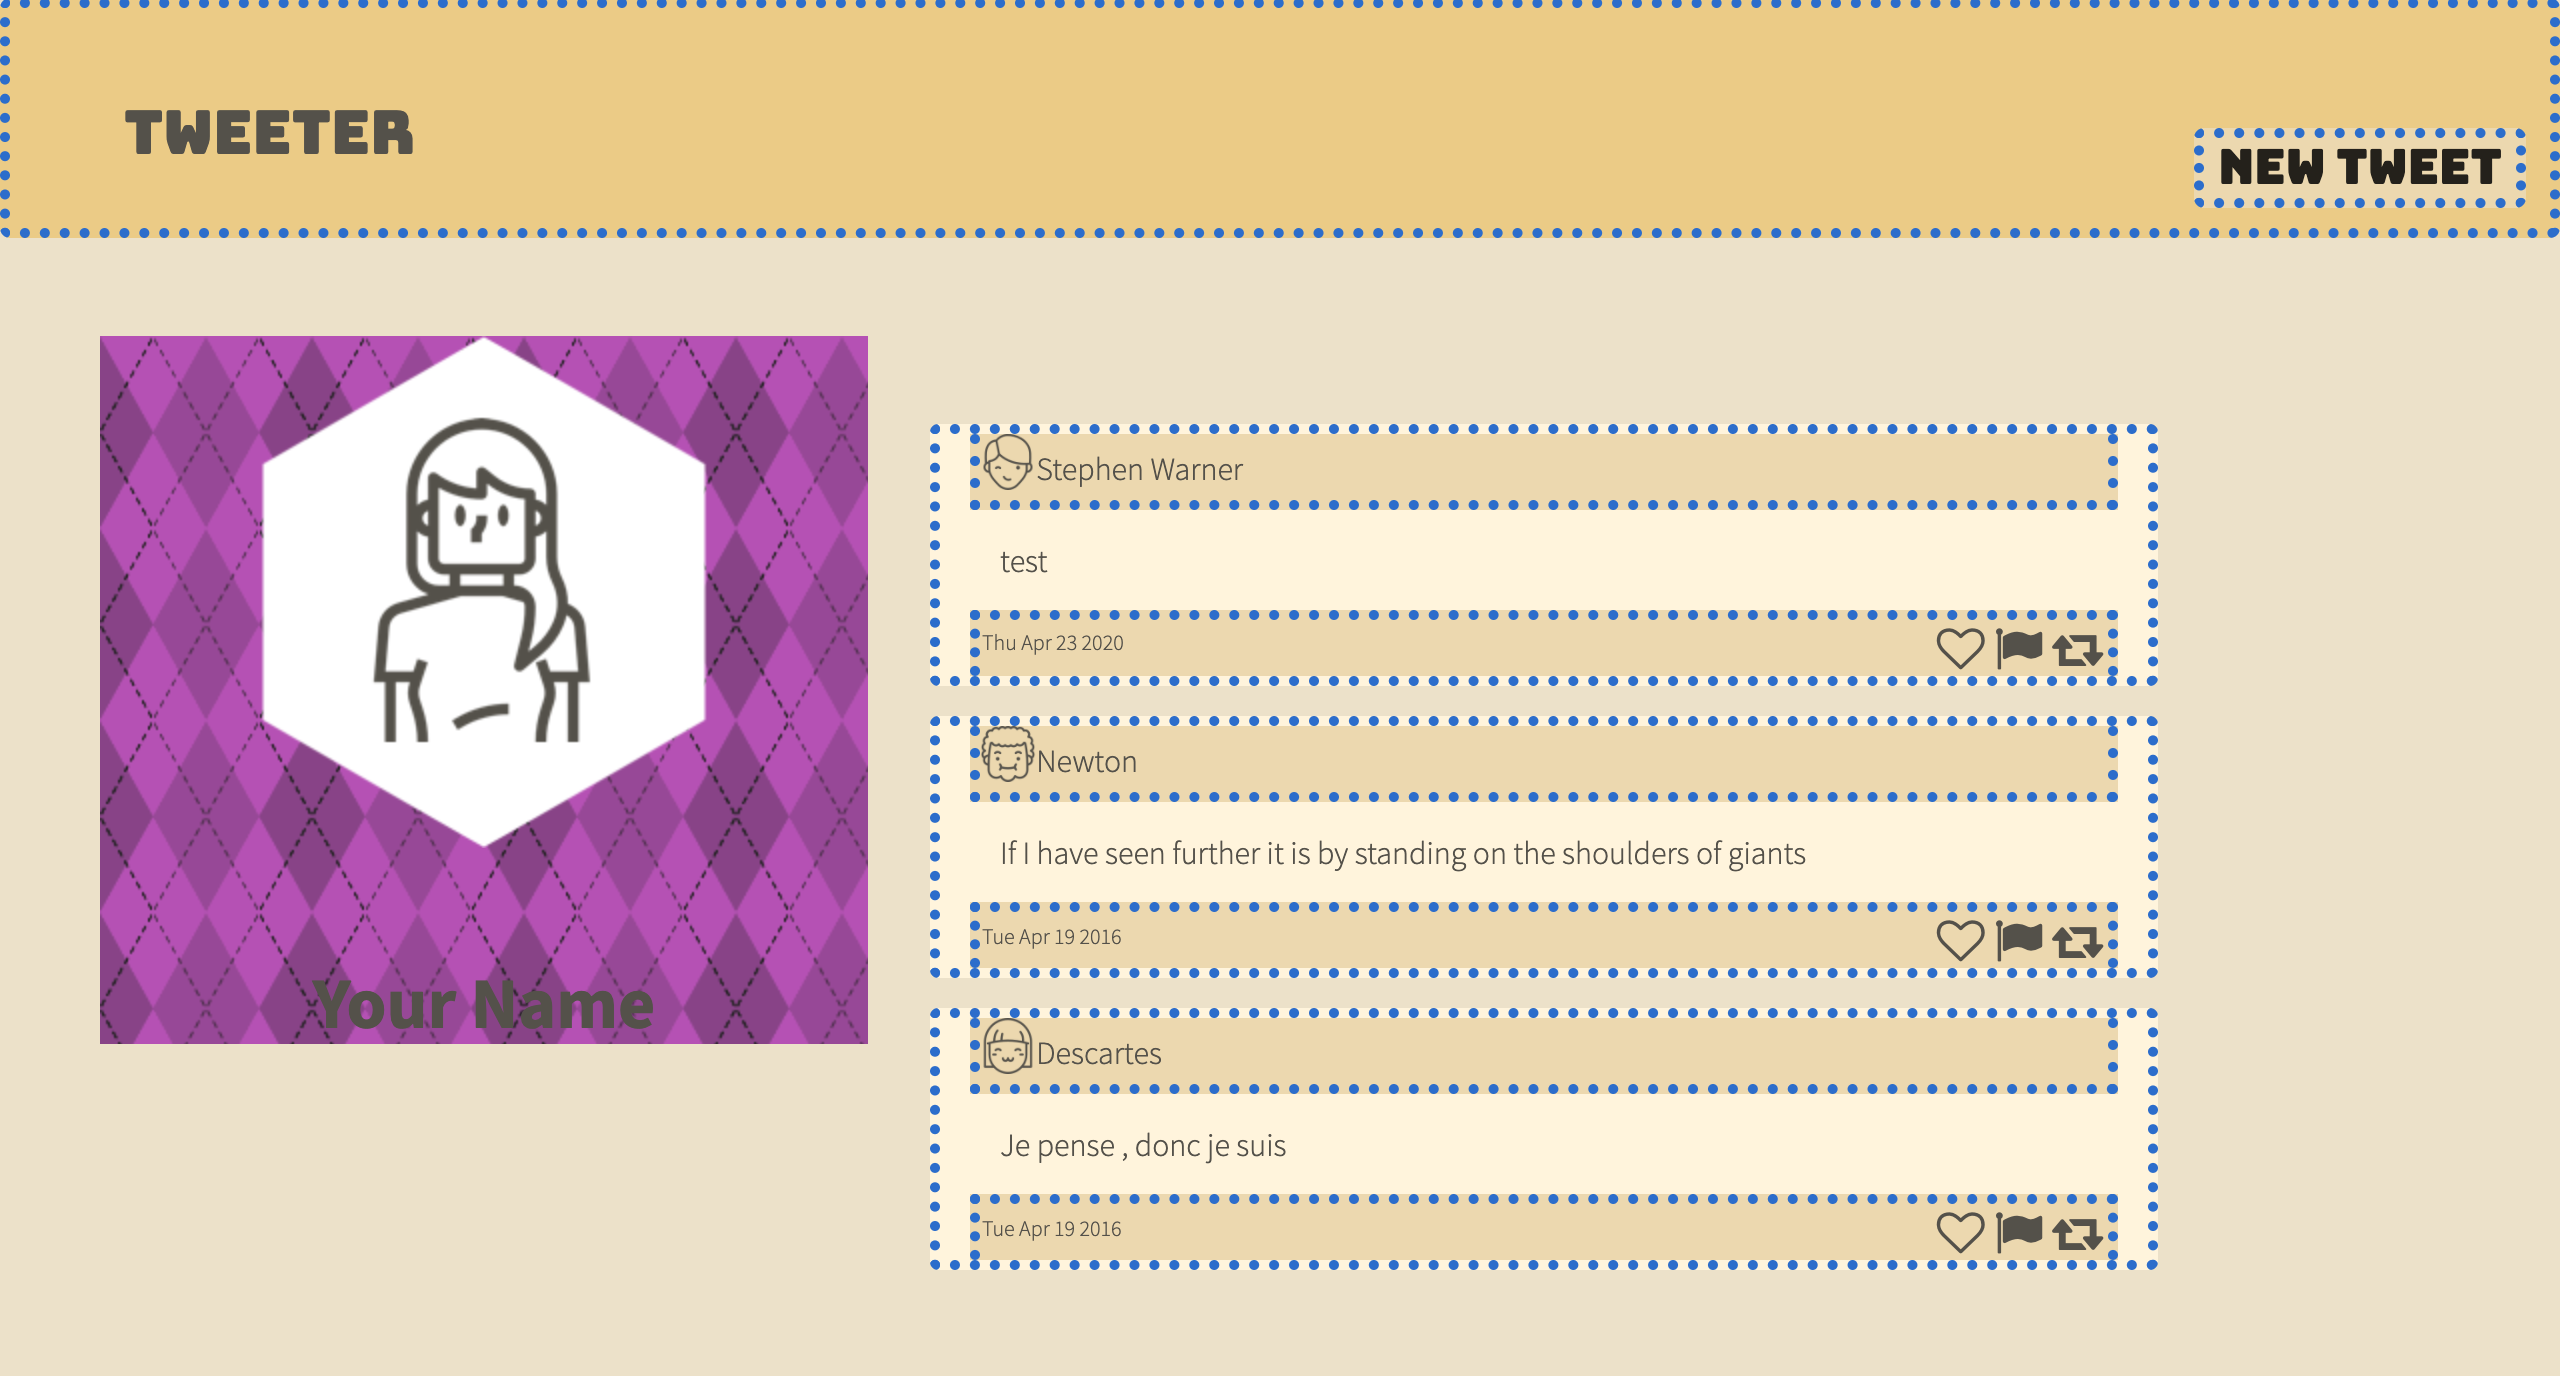 TWEETER
NEW TWEET
Your Name
Stephen Warner
test
Thu Apr 23 2020
Newton
If I have seen further it is by standing on the shoulders of giants
Tue Apr 19 2016
Descartes
Je pense , donc je suis
Tue Apr 19 2016